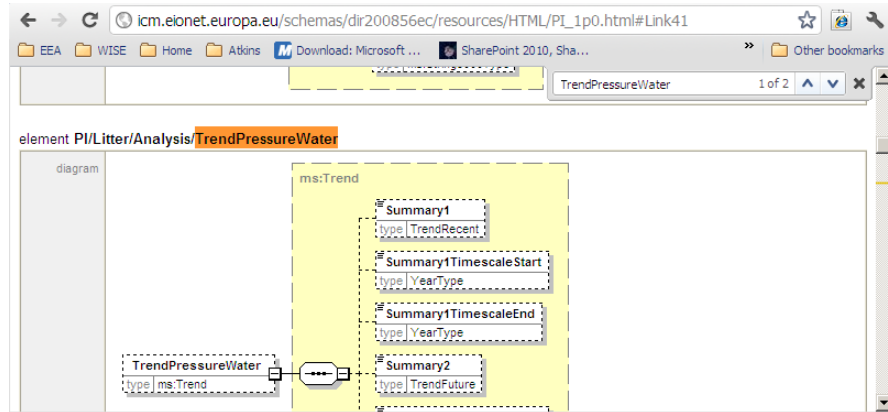 icm.eionet.europa.eu/schemas/dir200856ec/resources/HTML/PI_1p0.html#Link41
EEA WISE Home Atkins Download: Microsoft ... SharePoint 2010, Sha... » Other bookmarks
TrendPressureWater 1 of 2
element PI/Litter/Analysis/TrendPressureWater
diagram
ms:Trend
Summary1
type TrendRecent
Summary1TimescaleStart
type YearType
Summary1TimescaleEnd
type YearType
TrendPressureWater
type ms:Trend
Summary2
type TrendFuture